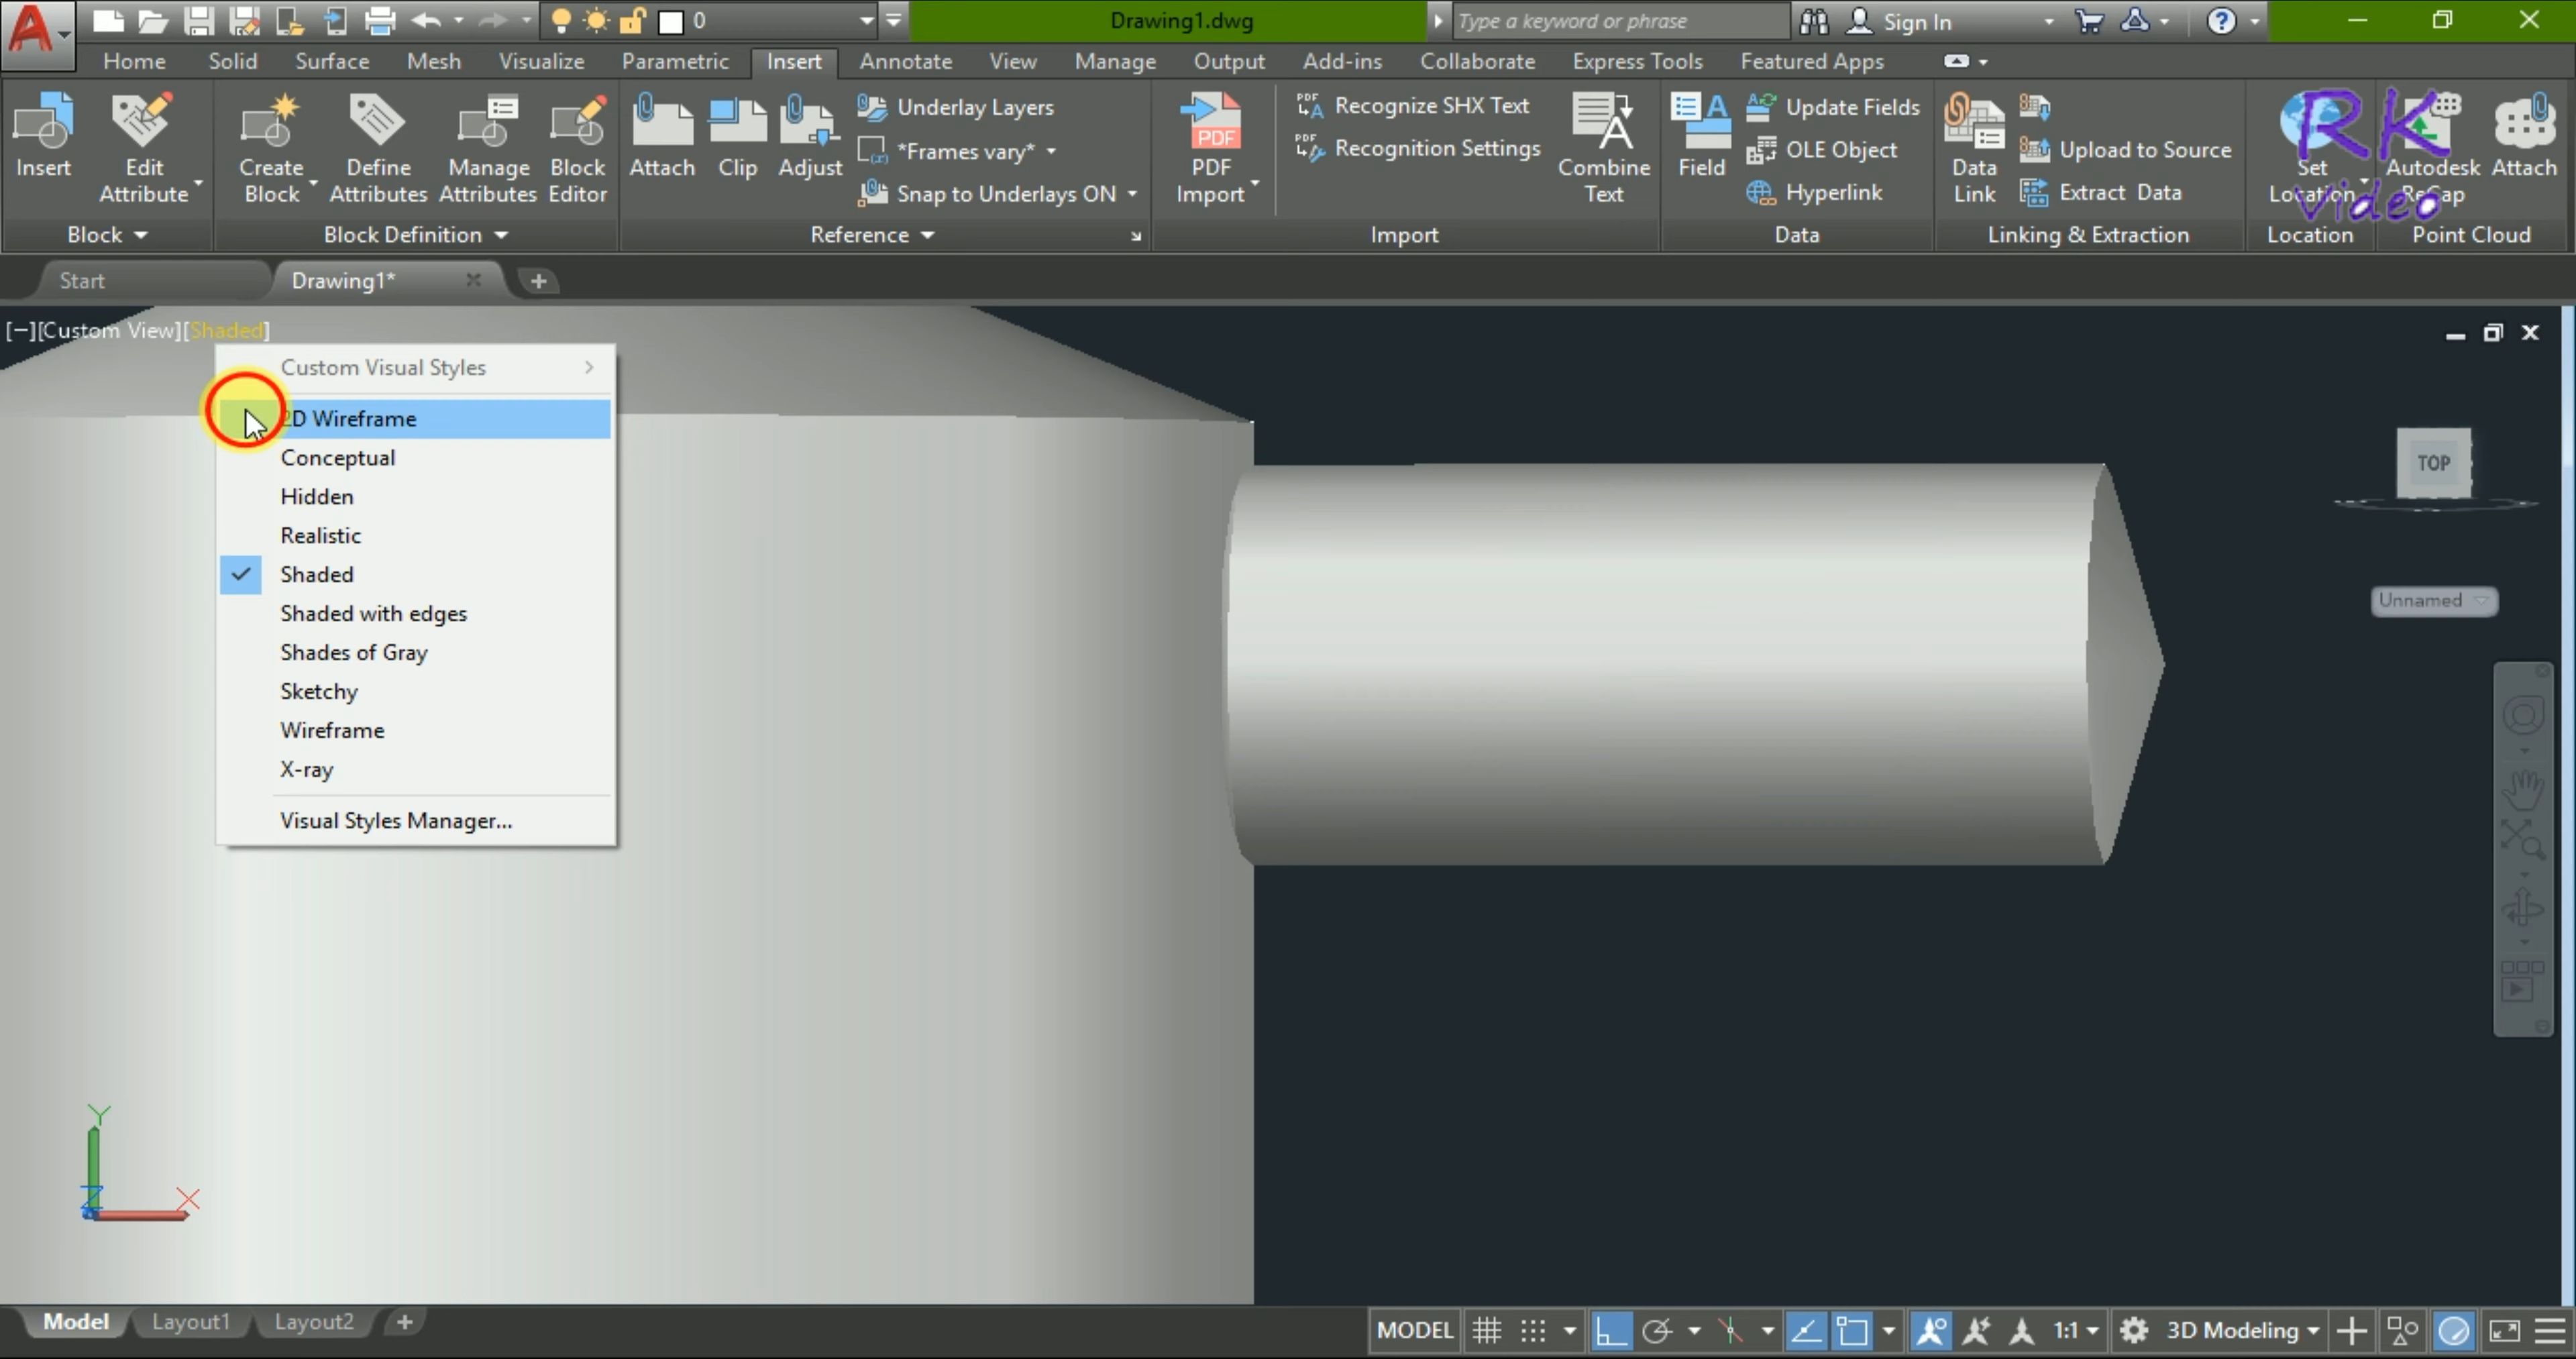 0
Drawing1.dwg
Type a keyword or phrase
Sign In
Home
Solid
Surface
Mesh
Visualize
Parametric
Insert
Annotate
View
Manage
Output
Add-ins
Collaborate
Express Tools
Featured Apps
Insert
Edit
Attribute
Block
Create
Block
Define
Attributes
Manage
Attributes
Block
Editor
Block Definition
Attach
Clip
Adjust
Underlay Layers
*Frames vary*
Snap to Underlays ON
Reference
PDF
PDF
Import
PDF
A
Recognize SHX Text
PDF
Recognition Settings
Combine
Text
Import
Field
Update Fields
OLE Object
Hyperlink
Data
Data
Link
Upload to Source
Extract Data
Linking & Extraction
Set
Location
Location
Autodesk
ReCap
Attach
Point Cloud
RK
video
Start
Drawing1*
[−][Custom View][Shaded]
Custom Visual Styles
2D Wireframe
Conceptual
Hidden
Realistic
Shaded
Shaded with edges
Shades of Gray
Sketchy
Wireframe
X-ray
Visual Styles Manager...
TOP
Unnamed
Y
Z
X
Model
Layout1
Layout2
MODEL
1:1
3D Modeling